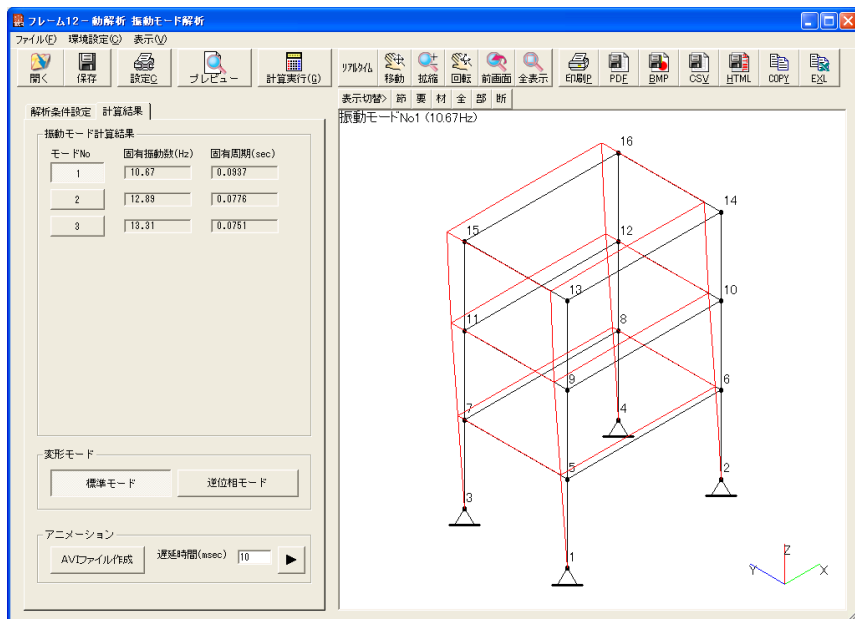 フレーム12－動解析 振動モード解析
ファイル(F) 環境設定(C) 表示(V)
開く 保存 設定C プレビュー 計算実行(G) リアルタイム 移動 拡縮 回転 前画面 全表示 印刷P PDF BMP CSV HTML COPY EXL
表示切替> 節 要 材 全 部 断
解析条件設定 計算結果
振動モードNo1 (10.67Hz)
振動モード計算結果
モードNo 固有振動数(Hz) 固有周期(sec)
1 10.67 0.0937
2 12.89 0.0776
3 13.31 0.0751
16
14
15
12
13
10
11
8
9
6
7
4
5
2
3
1
変形モード
標準モード 逆位相モード
アニメーション
AVIファイル作成 遅延時間(msec) 10
Z
Y X